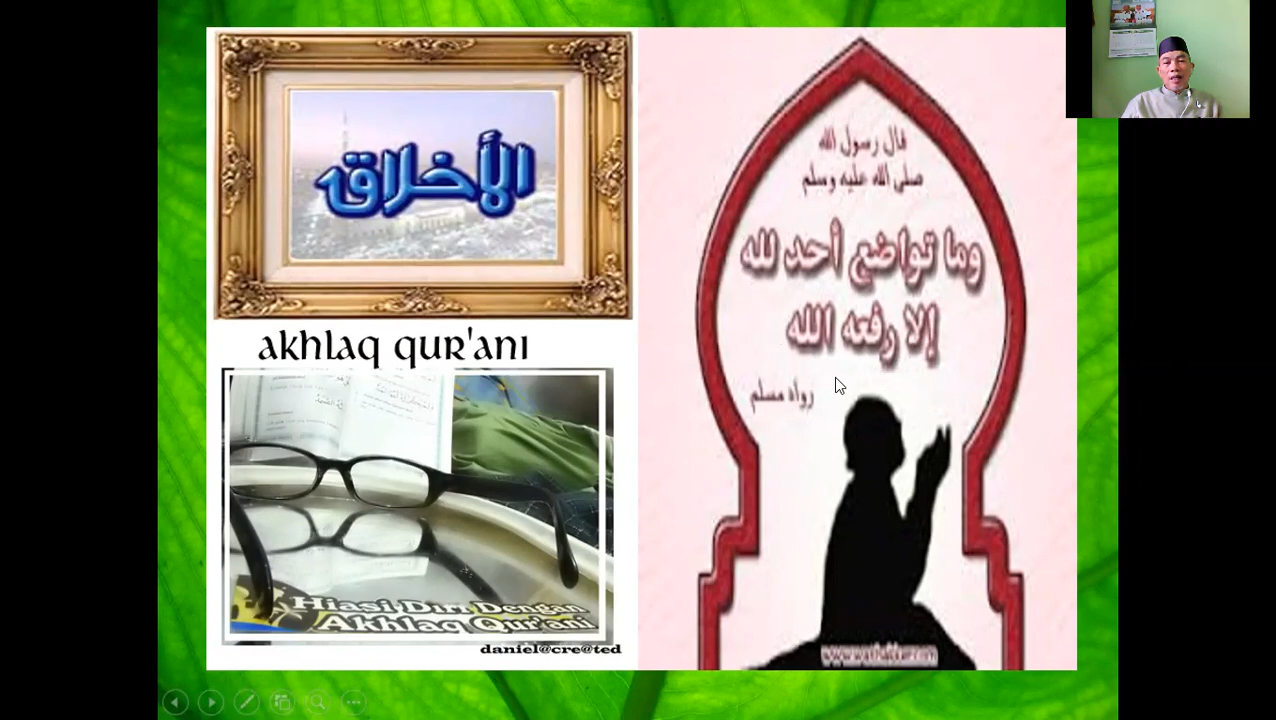 الأخلاق
akhlaq qur'ani
Hiasi Diri Dengan
Akhlaq Qur'ani
daniel@cre@ted
قال رسول الله
صلى الله عليه وسلم
وما تواضع أحد لله
إلا رفعه الله
رواه مسلم